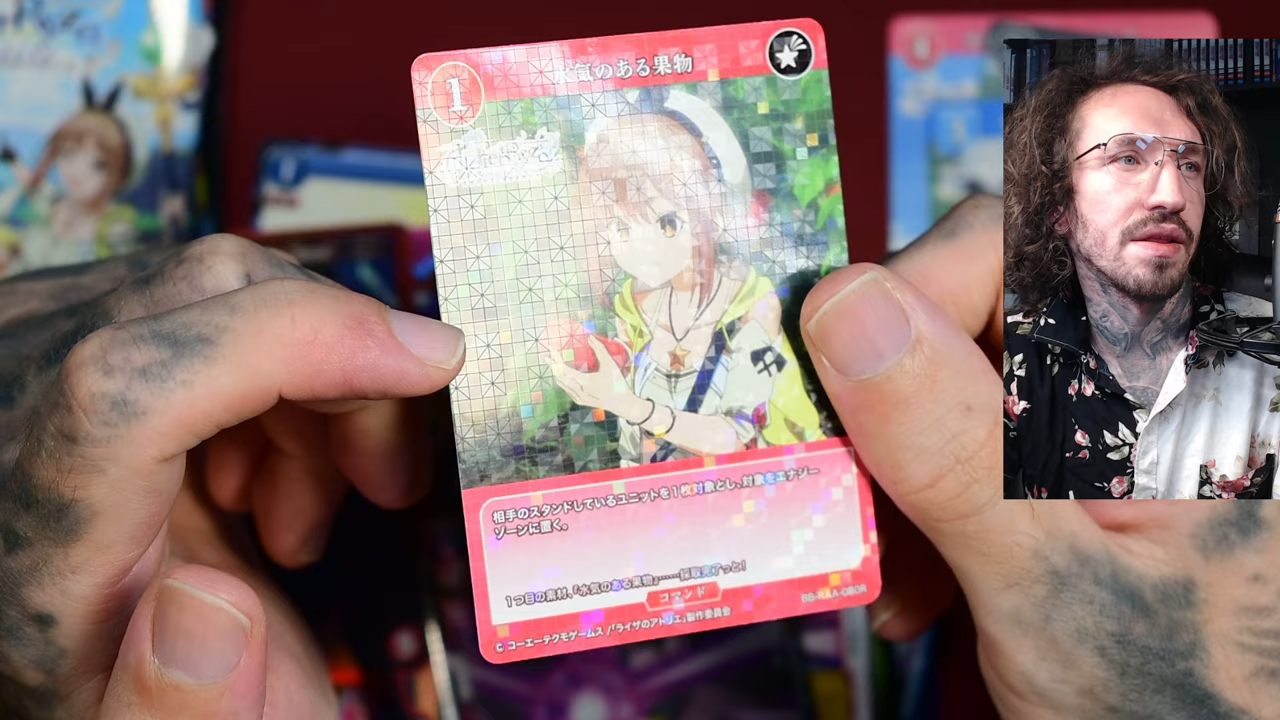 1
水気のある果物
相手のスタンドしているユニットを1枚対象とし、対象をエナジー
ゾーンに置く。
1つ目の素材、『水気のある果物』……採取完了っと！
コマンド
© コーエーテクモゲームス /「ライザのアトリエ」製作委員会